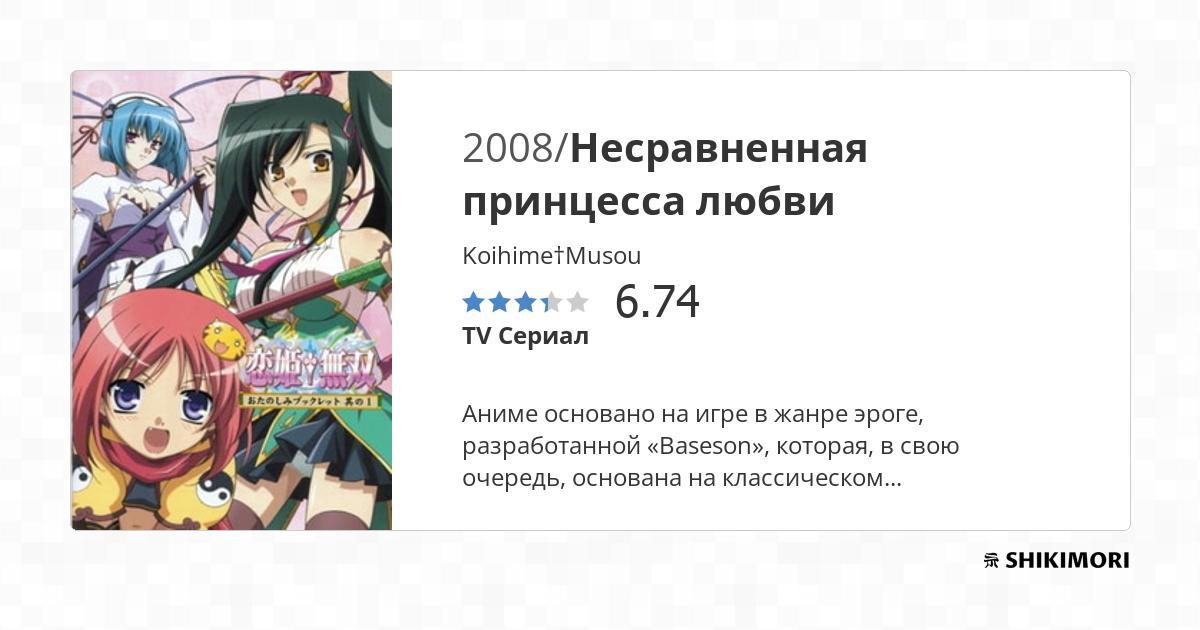 恋姫†無双
おたのしみブックレット 其の1
2008/Несравненная
принцесса любви
Koihime†Musou
6.74
TV Сериал
Аниме основано на игре в жанре эроге,
разработанной «Baseson», которая, в свою
очередь, основана на классическом...
SHIKIMORI